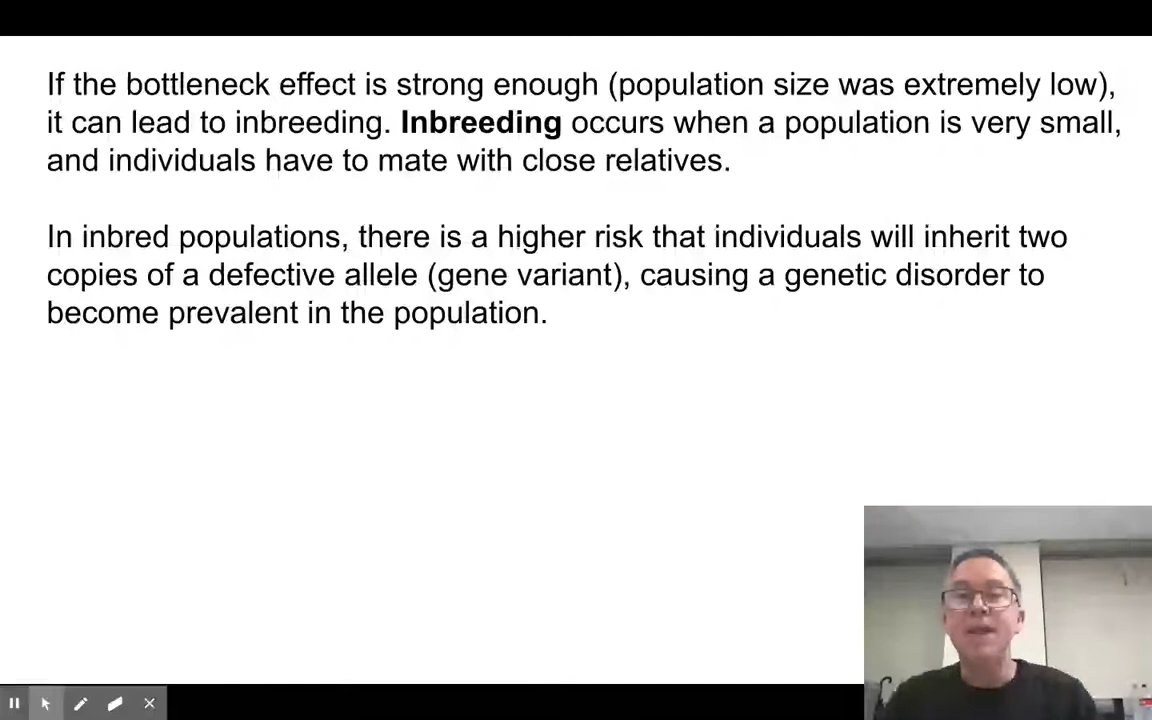 If the bottleneck effect is strong enough (population size was extremely low),
it can lead to inbreeding. Inbreeding occurs when a population is very small,
and individuals have to mate with close relatives.
In inbred populations, there is a higher risk that individuals will inherit two
copies of a defective allele (gene variant), causing a genetic disorder to
become prevalent in the population.